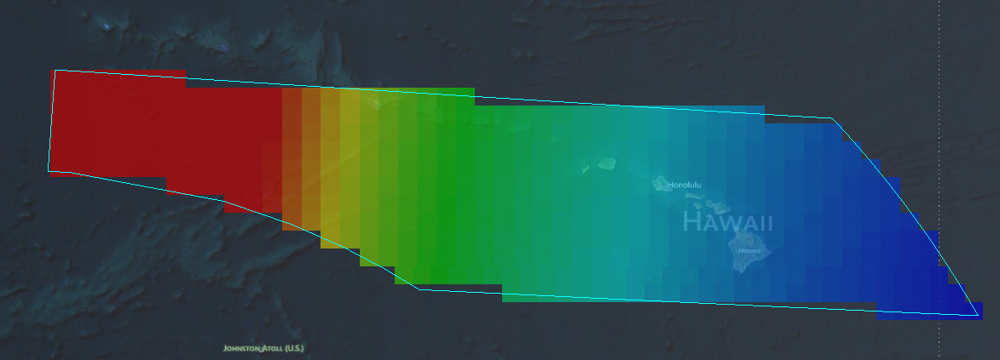 Honolulu
HAWAII
Hawaii
JOHNSTON ATOLL (U.S.)